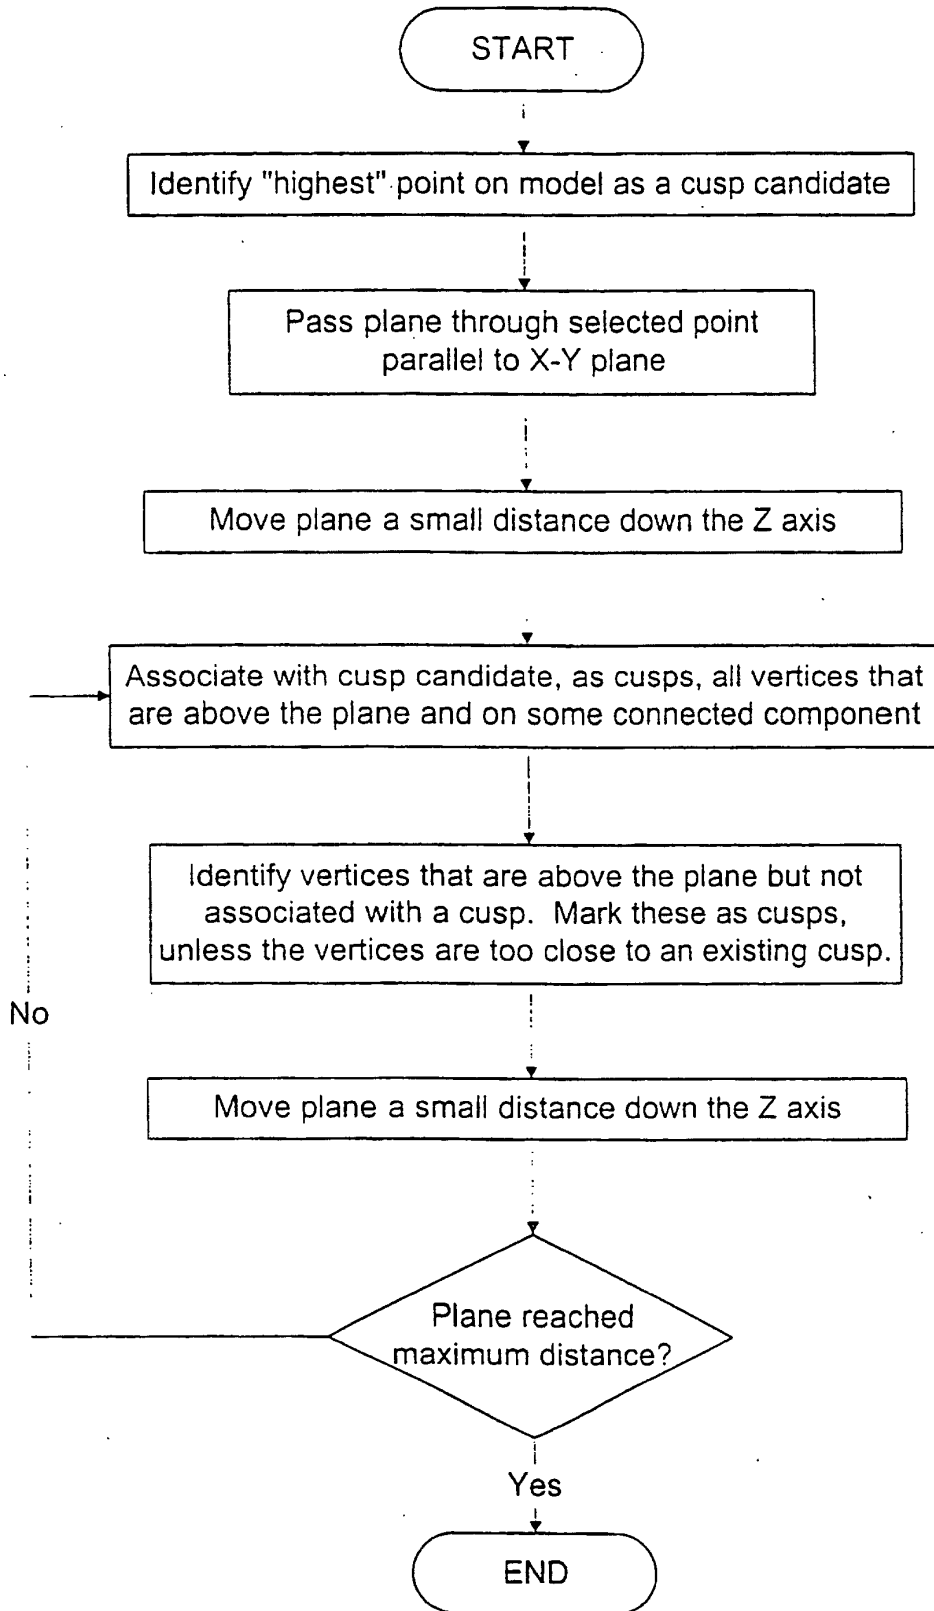 START
Identify "highest" point on model as a cusp candidate
Pass plane through selected point
parallel to X-Y plane
Move plane a small distance down the Z axis
Associate with cusp candidate, as cusps, all vertices that
are above the plane and on some connected component
Identify vertices that are above the plane but not
associated with a cusp. Mark these as cusps,
unless the vertices are too close to an existing cusp.
No
Move plane a small distance down the Z axis
Plane reached
maximum distance?
Yes
END